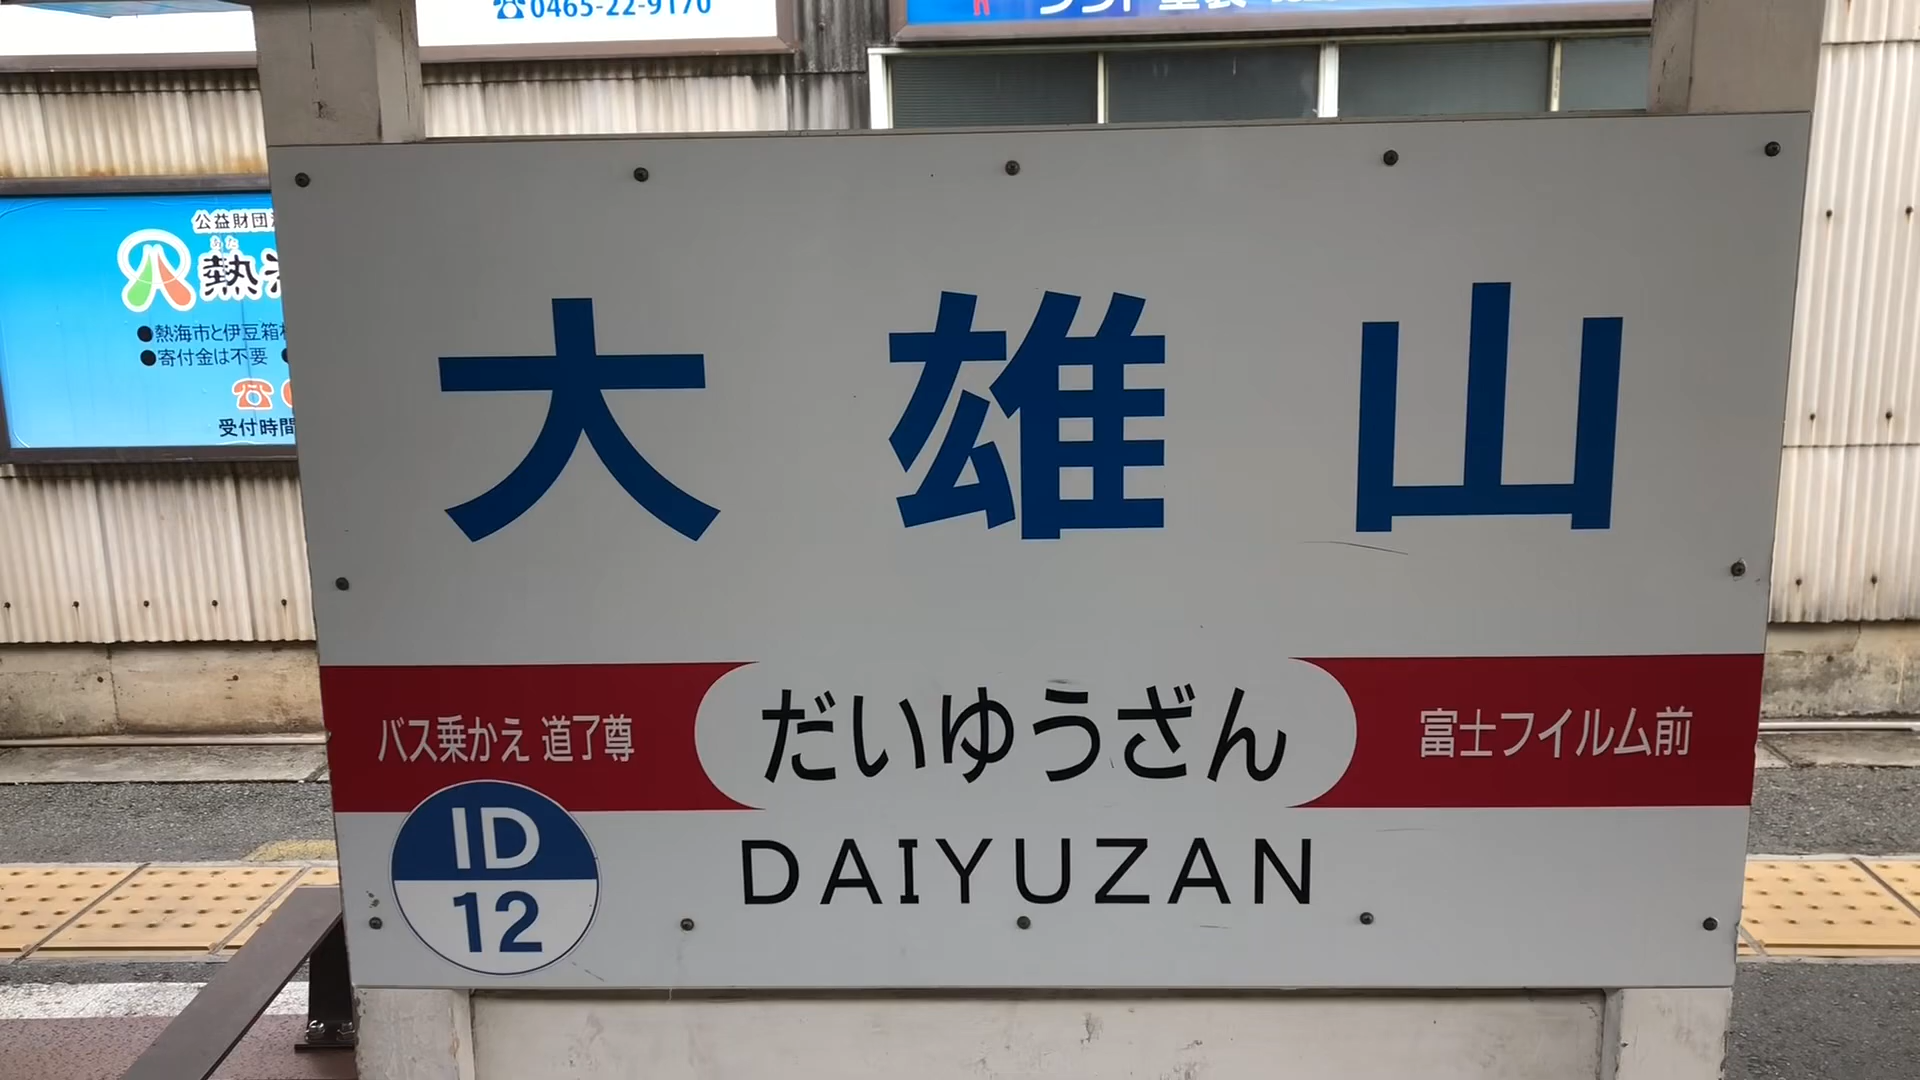 ☎0465-22-9170
公益財団
あた
熱
●熱海市と伊豆箱
●寄付金は不要
受付時間
大雄山
バス乗かえ 道了尊
だいゆうざん
富士フイルム前
ID
12
DAIYUZAN